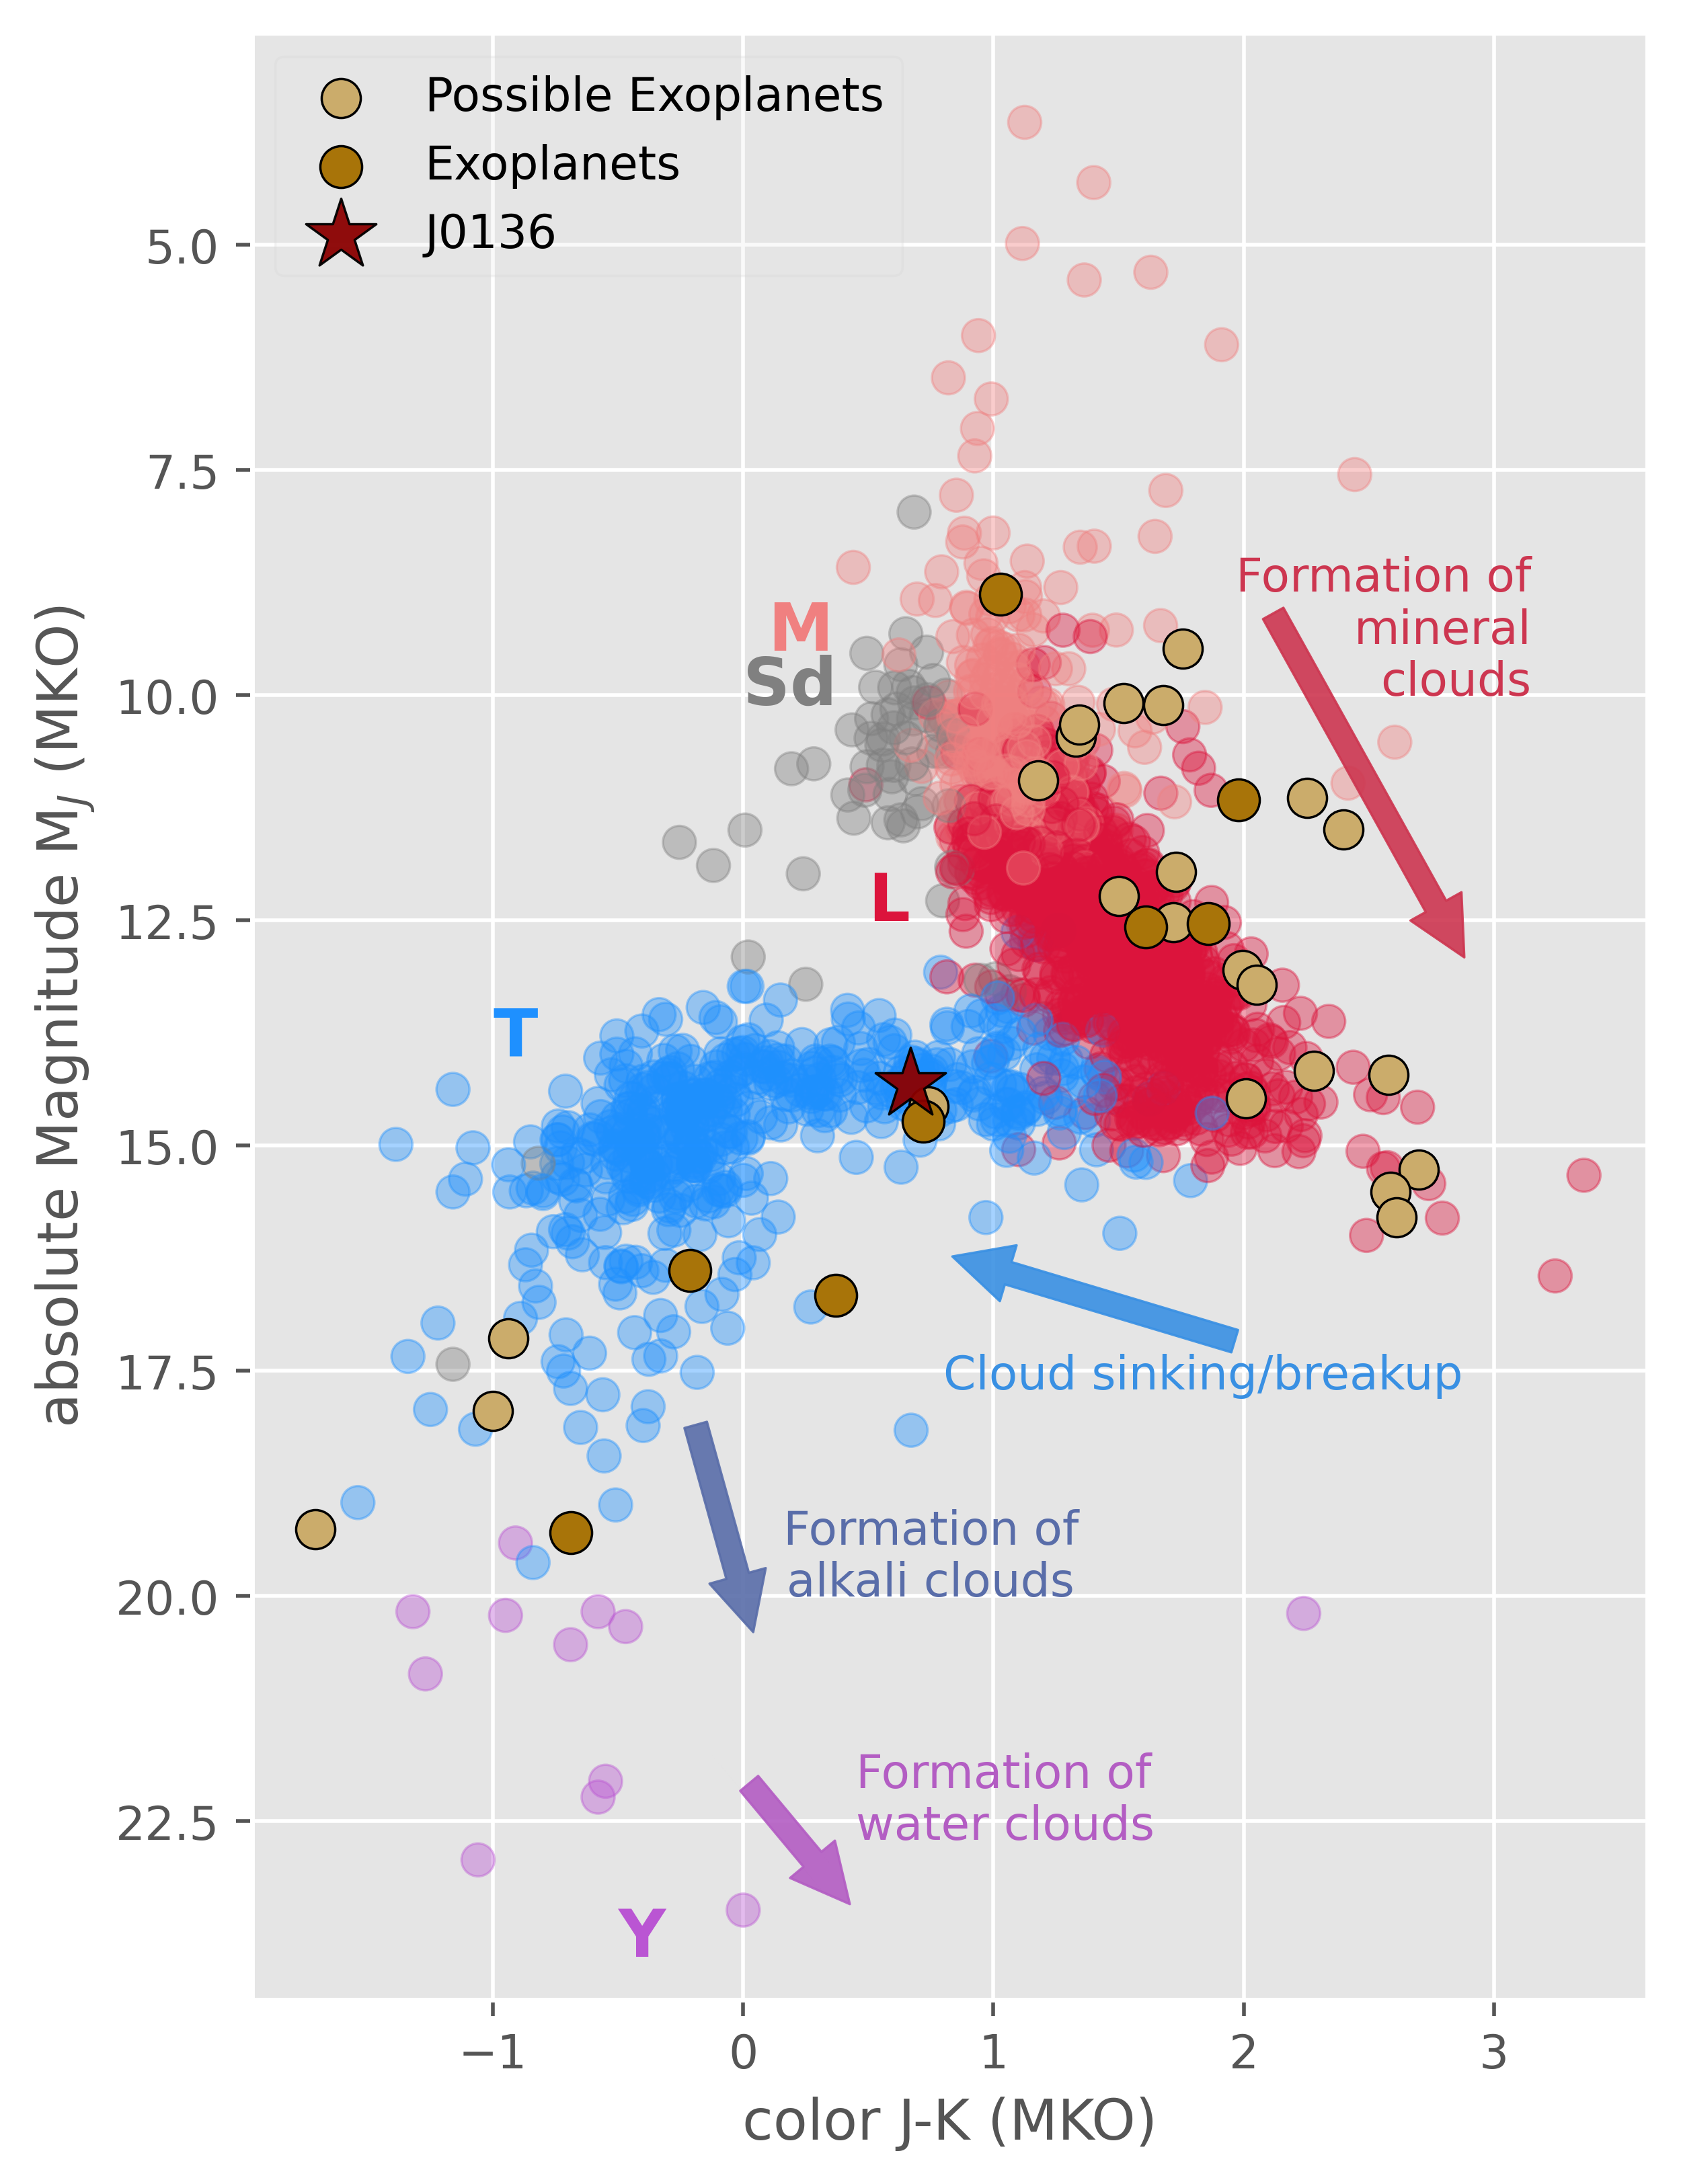 Possible Exoplanets
Exoplanets
J0136
5.0
7.5
10.0
12.5
15.0
17.5
20.0
22.5
absolute Magnitude M_J (MKO)
Formation of
mineral
clouds
M
Sd
L
T
Cloud sinking/breakup
Formation of
alkali clouds
Formation of
water clouds
Y
−1
0
1
2
3
color J-K (MKO)